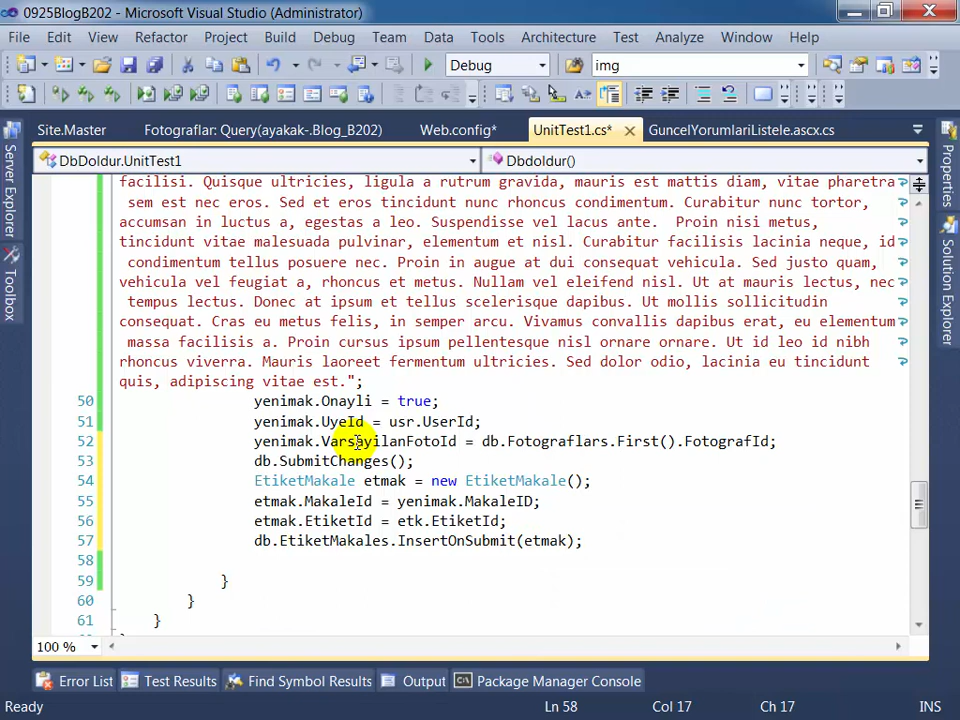 0925BlogB202 - Microsoft Visual Studio (Administrator)
File Edit View Refactor Project Build Debug Team Data Tools Architecture Test Analyze Window Help
Debug img
Site.Master Fotograflar: Query(ayakak-.Blog_B202) Web.config* UnitTest1.cs* GuncelYorumlariListele.ascx.cs
DbDoldur.UnitTest1 Dbdoldur()
Server Explorer
Toolbox
Properties
Solution Explorer
facilisi. Quisque ultricies, ligula a rutrum gravida, mauris est mattis diam, vitae pharetra
sem est nec eros. Sed et eros tincidunt nunc rhoncus condimentum. Curabitur nunc tortor,
accumsan in luctus a, egestas a leo. Suspendisse vel lacus ante. Proin nisi metus,
tincidunt vitae malesuada pulvinar, elementum et nisl. Curabitur facilisis lacinia neque, id
condimentum tellus posuere nec. Proin in augue at dui consequat vehicula. Sed justo quam,
vehicula vel feugiat a, rhoncus et metus. Nullam vel eleifend nisl. Ut at mauris lectus, nec
tempus lectus. Donec at ipsum et tellus scelerisque dapibus. Ut mollis sollicitudin
consequat. Cras eu metus felis, in semper arcu. Vivamus convallis dapibus erat, eu elementum
massa facilisis a. Proin cursus ipsum pellentesque nisl ornare ornare. Ut id leo id nibh
rhoncus viverra. Mauris laoreet fermentum ultricies. Sed dolor odio, lacinia eu tincidunt
quis, adipiscing vitae est.";
50 yenimak.Onayli = true;
51 yenimak.UyeId = usr.UserId;
52 yenimak.VarsayilanFotoId = db.Fotograflars.First().FotografId;
53 db.SubmitChanges();
54 EtiketMakale etmak = new EtiketMakale();
55 etmak.MakaleId = yenimak.MakaleID;
56 etmak.EtiketId = etk.EtiketId;
57 db.EtiketMakales.InsertOnSubmit(etmak);
58
59 }
60 }
61 }
100 %
Error List Test Results Find Symbol Results Output Package Manager Console
Ready Ln 58 Col 17 Ch 17 INS